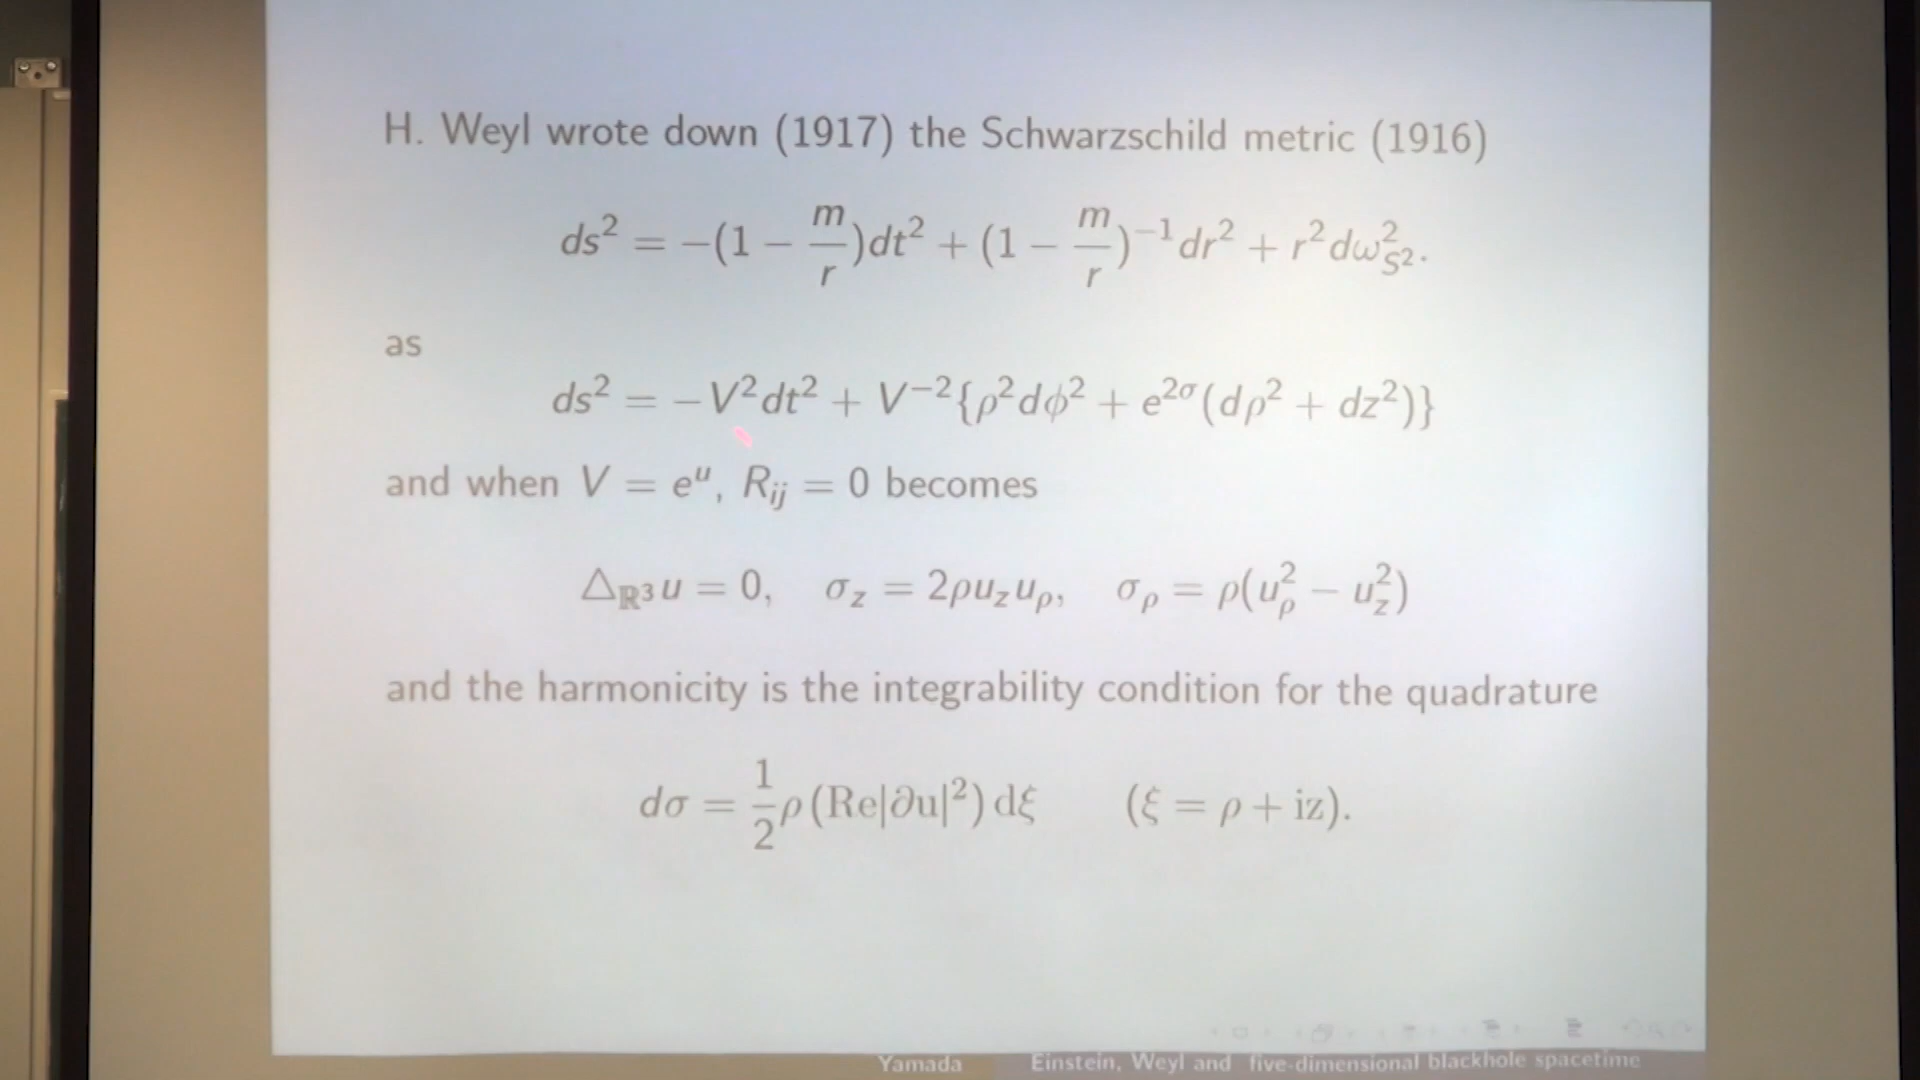 H. Weyl wrote down (1917) the Schwarzschild metric (1916)
ds² = −(1 − m/r)dt² + (1 − m/r)⁻¹dr² + r²dω²_{S²}.
as
ds² = −V²dt² + V⁻²{ρ²dϕ² + e^{2σ}(dρ² + dz²)}
and when V = e^u, R_{ij} = 0 becomes
△_{ℝ³}u = 0, σ_z = 2ρu_zu_ρ, σ_ρ = ρ(u_ρ² − u_z²)
and the harmonicity is the integrability condition for the quadrature
dσ = 1/2 ρ(Re|∂u|²)dξ (ξ = ρ + iz).
Yamada Einstein, Weyl and five-dimensional blackhole spacetime